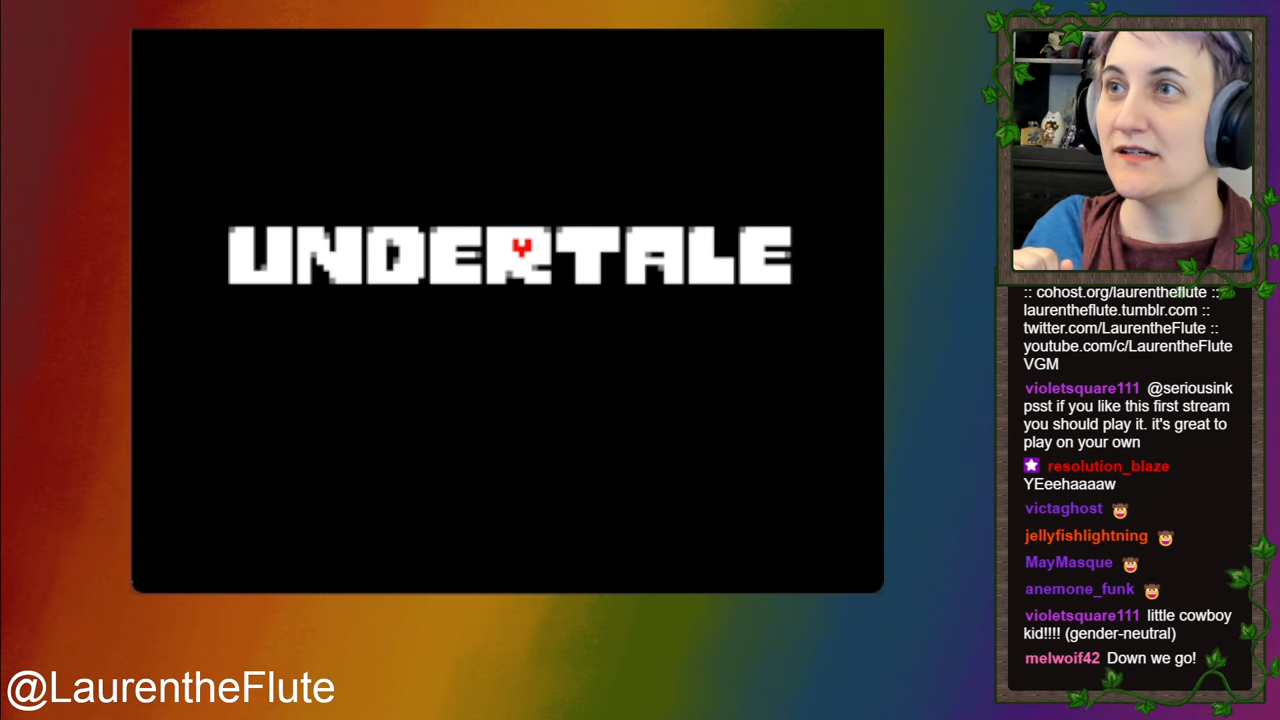 UNDERTALE
:: cohost.org/laurentheflute ::
laurentheflute.tumblr.com ::
twitter.com/LaurentheFlute ::
youtube.com/c/LaurentheFlute
VGM
violetsquare111 @seriousink
psst if you like this first stream
you should play it. it's great to
play on your own
resolution_blaze
YEeehaaaaw
victaghost
jellyfishlightning
MayMasque
anemone_funk
violetsquare111 little cowboy
kid!!!! (gender-neutral)
melwoif42 Down we go!
@LaurentheFlute